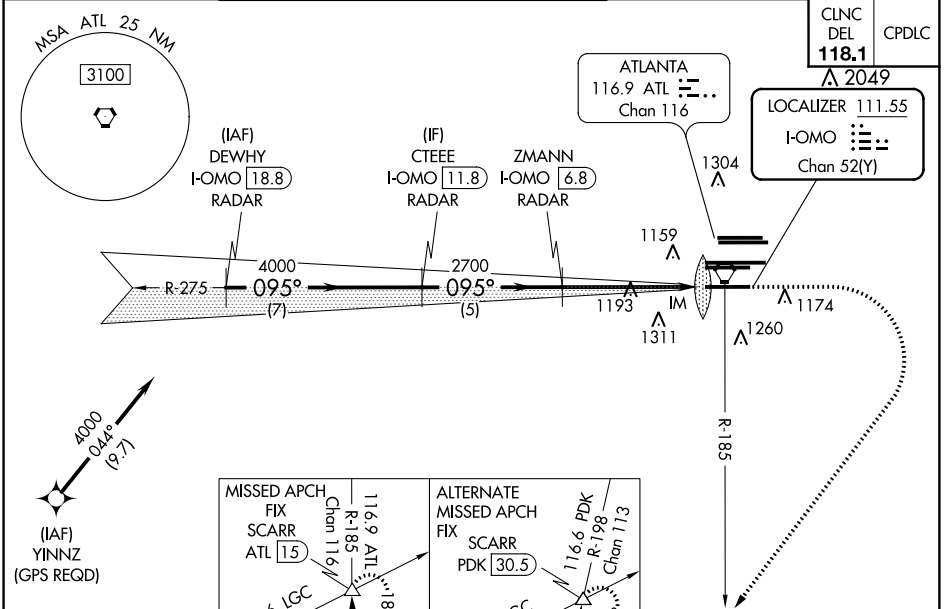 MSA ATL 25 NM
3100
CLNC
DEL
118.1
CPDLC
2049
ATLANTA
116.9 ATL
Chan 116
LOCALIZER 111.55
I-OMO
Chan 52(Y)
(IAF)
DEWHY
I-OMO 18.8
RADAR
(IF)
CTEEE
I-OMO 11.8
RADAR
ZMANN
I-OMO 6.8
RADAR
1304
1159
R-275
4000
095°
(7)
2700
095°
(5)
1193
IM
1311
1260
1174
R-185
4000
044°
(9.7)
(IAF)
YINNZ
(GPS REQD)
MISSED APCH
FIX
SCARR
ATL 15
116.9 ATL
R-185
Chan 116
LGC
ALTERNATE
MISSED APCH
FIX
SCARR
PDK 30.5
116.6 PDK
R-198
Chan 113